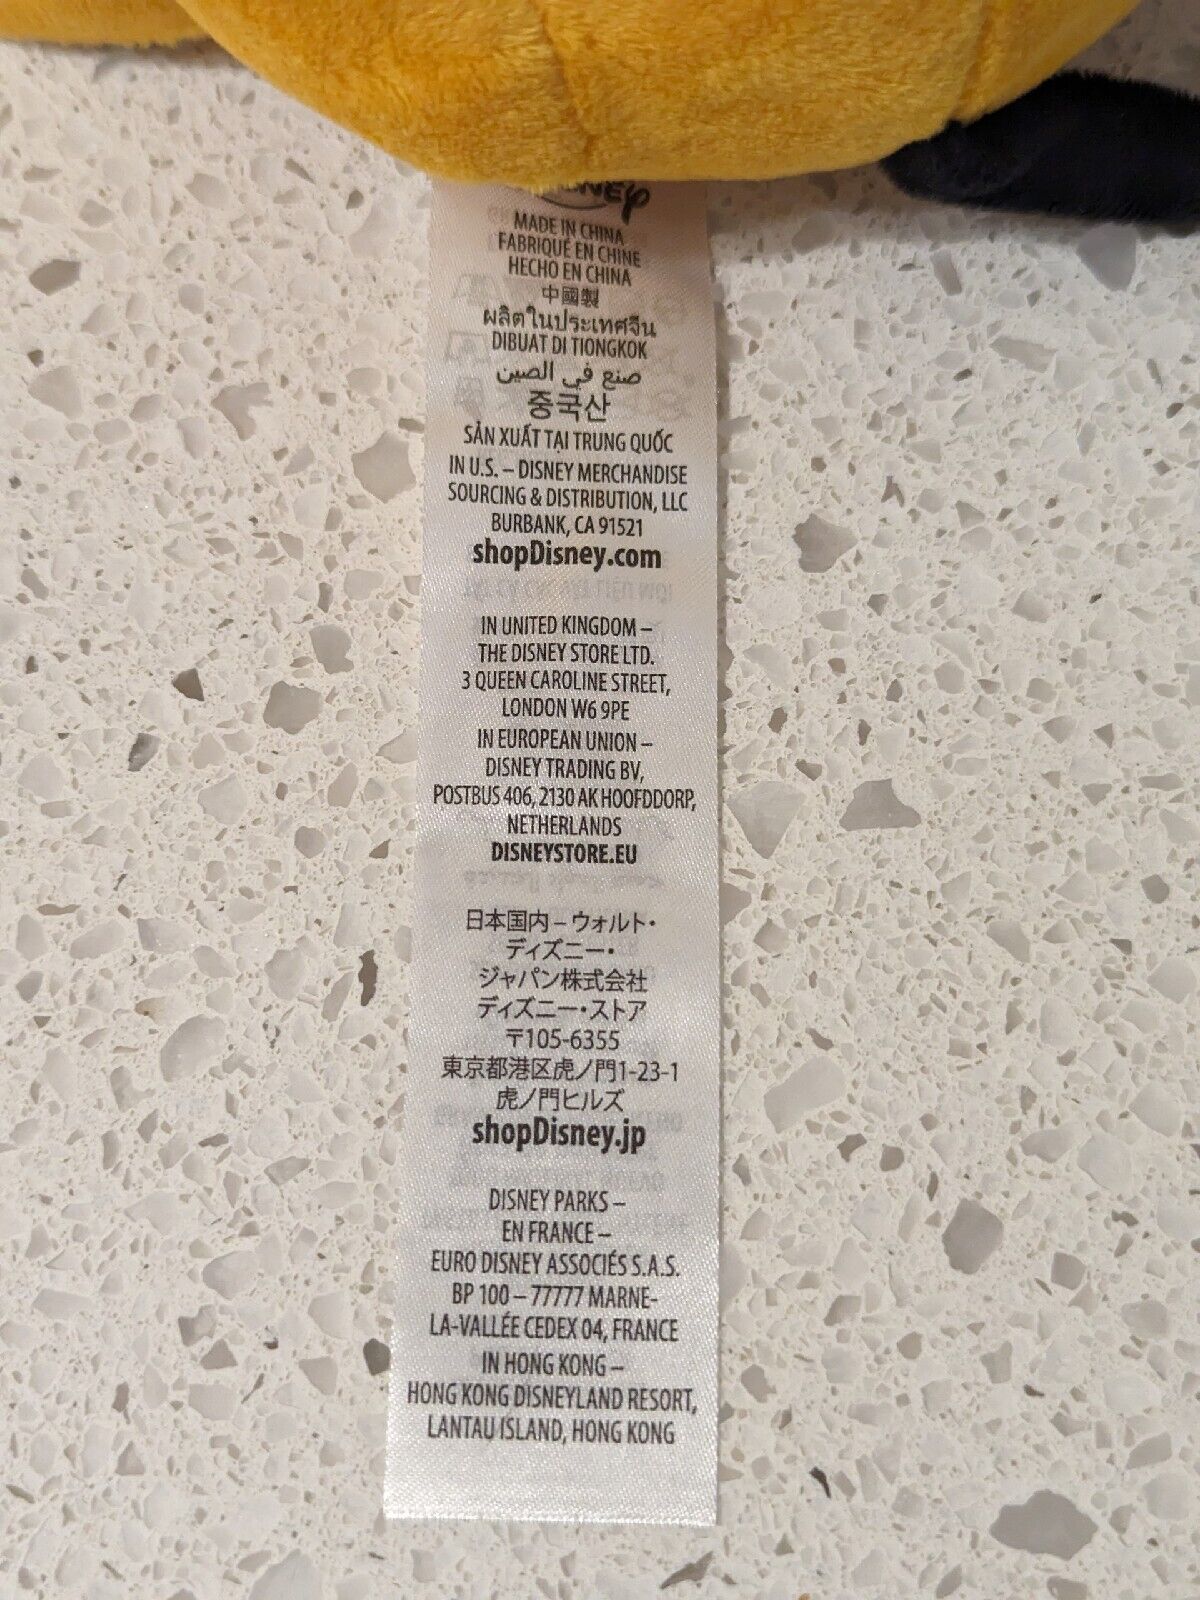 MADE IN CHINA
FABRIQUÉ EN CHINE
HECHO EN CHINA
中國製
ผลิตในประเทศจีน
DIBUAT DI TIONGKOK
صنع في الصين
중국산
SẢN XUẤT TẠI TRUNG QUỐC
IN U.S. – DISNEY MERCHANDISE
SOURCING & DISTRIBUTION, LLC
BURBANK, CA 91521
shopDisney.com
IN UNITED KINGDOM –
THE DISNEY STORE LTD.
3 QUEEN CAROLINE STREET,
LONDON W6 9PE
IN EUROPEAN UNION –
DISNEY TRADING BV,
POSTBUS 406, 2130 AK HOOFDDORP,
NETHERLANDS
DISNEYSTORE.EU
日本国内 – ウォルト・
ディズニー・
ジャパン株式会社
ディズニー・ストア
〒105-6355
東京都港区虎ノ門1-23-1
虎ノ門ヒルズ
shopDisney.jp
DISNEY PARKS –
EN FRANCE –
EURO DISNEY ASSOCIÉS S.A.S.
BP 100 – 77777 MARNE-
LA-VALLÉE CEDEX 04, FRANCE
IN HONG KONG –
HONG KONG DISNEYLAND RESORT,
LANTAU ISLAND, HONG KONG